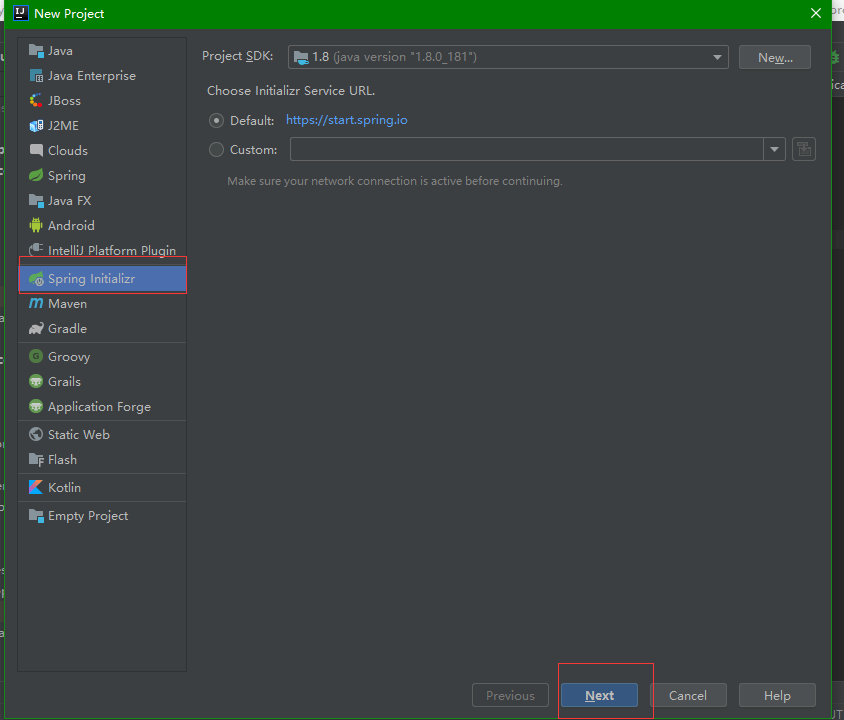 New Project
Java
Java Enterprise
JBoss
J2ME
Clouds
Spring
Java FX
Android
IntelliJ Platform Plugin
Spring Initializr
Maven
Gradle
Groovy
Grails
Application Forge
Static Web
Flash
Kotlin
Empty Project
Project SDK: 1.8 (java version "1.8.0_181") New...
Choose Initializr Service URL.
Default: https://start.spring.io
Custom:
Make sure your network connection is active before continuing.
Previous Next Cancel Help